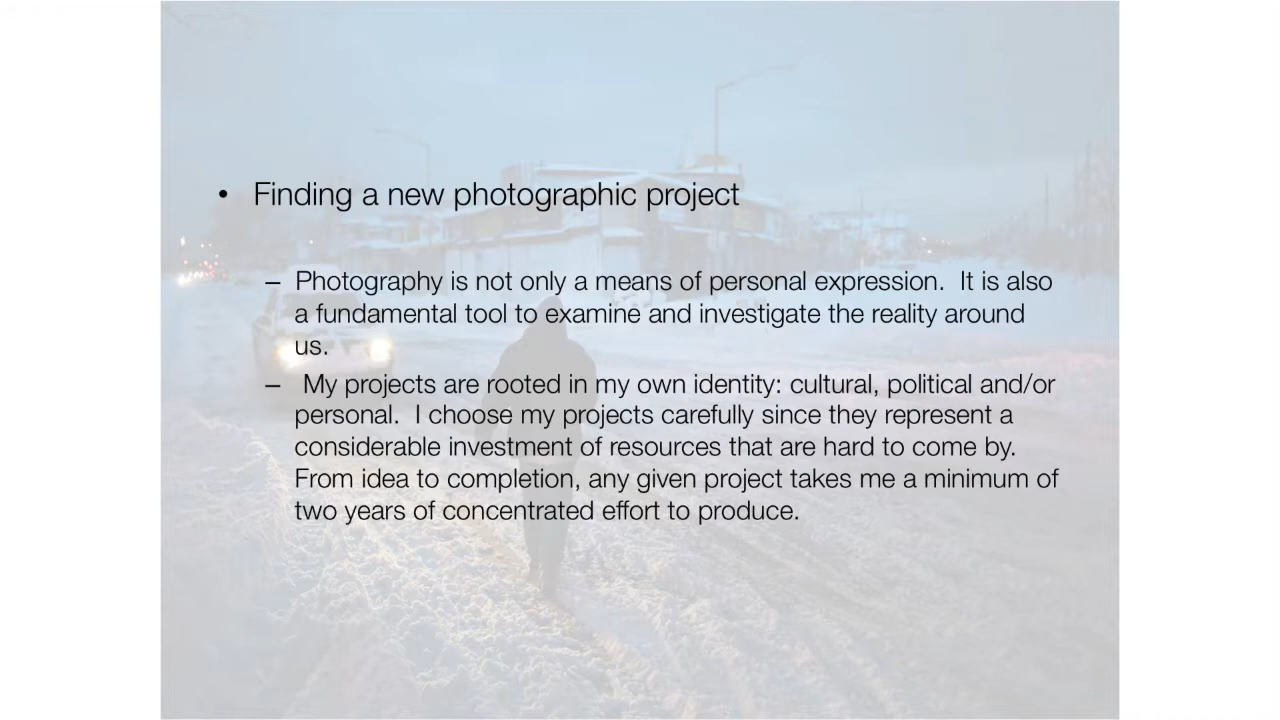 • Finding a new photographic project
– Photography is not only a means of personal expression.  It is also
a fundamental tool to examine and investigate the reality around
us.
–  My projects are rooted in my own identity: cultural, political and/or
personal.  I choose my projects carefully since they represent a
considerable investment of resources that are hard to come by.
From idea to completion, any given project takes me a minimum of
two years of concentrated effort to produce.